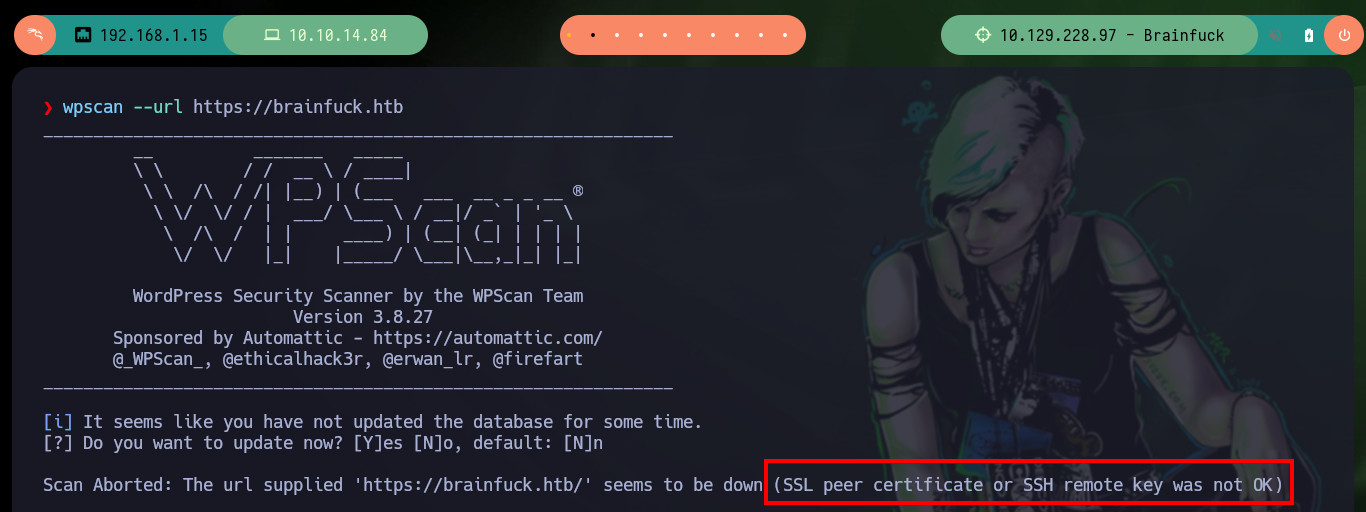 192.168.1.15 10.10.14.84 10.129.228.97 - Brainfuck
❯ wpscan --url https://brainfuck.htb
_______________________________________________________________
         __          _______   _____
         \ \        / /  __ \ / ____|
          \ \  /\  / /| |__) | (___   ___  __ _ _ __ ®
           \ \/  \/ / |  ___/ \___ \ / __|/ _` | '_ \
            \  /\  /  | |     ____) | (__| (_| | | | |
             \/  \/   |_|    |_____/ \___|\__,_|_| |_|
WordPress Security Scanner by the WPScan Team
Version 3.8.27
Sponsored by Automattic - https://automattic.com/
@_WPScan_, @ethicalhack3r, @erwan_lr, @firefart
_______________________________________________________________
[i] It seems like you have not updated the database for some time.
[?] Do you want to update now? [Y]es [N]o, default: [N]n
Scan Aborted: The url supplied 'https://brainfuck.htb/' seems to be down (SSL peer certificate or SSH remote key was not OK)